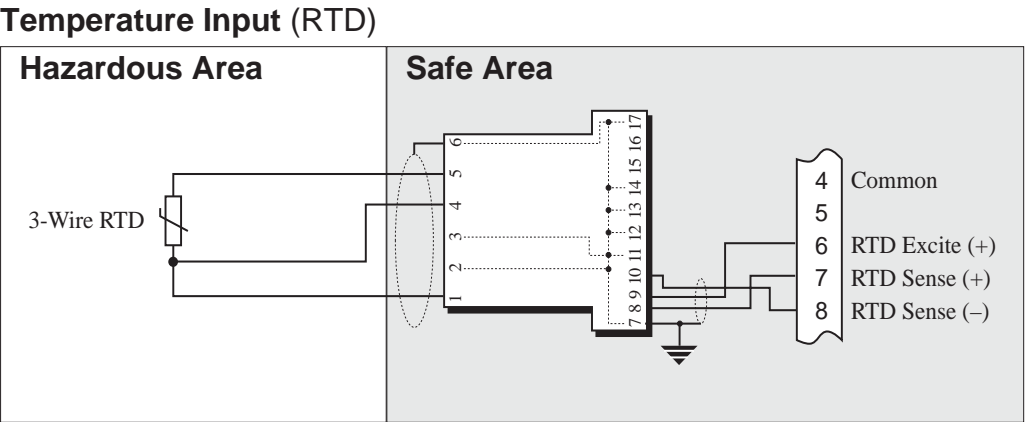 Temperature Input (RTD)
Hazardous Area
Safe Area
3-Wire RTD
6
5
4
3
2
1
17
16
15
14
13
12
11
10
9
8
7
4 Common
5
6 RTD Excite (+)
7 RTD Sense (+)
8 RTD Sense (–)